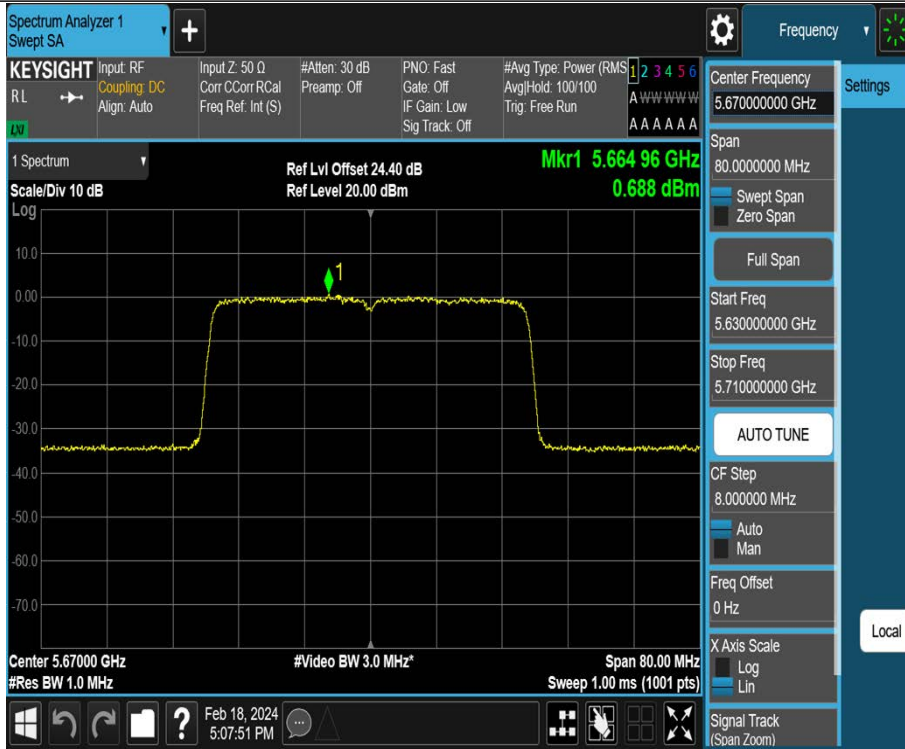 Spectrum Analyzer 1
Swept SA
+
Frequency
KEYSIGHT
RL
LXI
Input: RF
Coupling: DC
Align: Auto
Input Z: 50 Ω
Corr CCorr RCal
Freq Ref: Int (S)
#Atten: 30 dB
Preamp: Off
PNO: Fast
Gate: Off
IF Gain: Low
Sig Track: Off
#Avg Type: Power (RMS
Avg|Hold: 100/100
Trig: Free Run
1 2 3 4 5 6
A W W W W W
A A A A A A
1 Spectrum
Scale/Div 10 dB
Log
Ref Lvl Offset 24.40 dB
Ref Level 20.00 dBm
Mkr1 5.664 96 GHz
0.688 dBm
10.0
0.00
-10.0
-20.0
-30.0
-40.0
-50.0
-60.0
-70.0
1
Center 5.67000 GHz
#Res BW 1.0 MHz
#Video BW 3.0 MHz*
Span 80.00 MHz
Sweep 1.00 ms (1001 pts)
Center Frequency
5.670000000 GHz
Settings
Span
80.0000000 MHz
Swept Span
Zero Span
Full Span
Start Freq
5.630000000 GHz
Stop Freq
5.710000000 GHz
AUTO TUNE
CF Step
8.000000 MHz
Auto
Man
Freq Offset
0 Hz
Local
X Axis Scale
Log
Lin
Signal Track
(Span Zoom)
?
Feb 18, 2024
5:07:51 PM